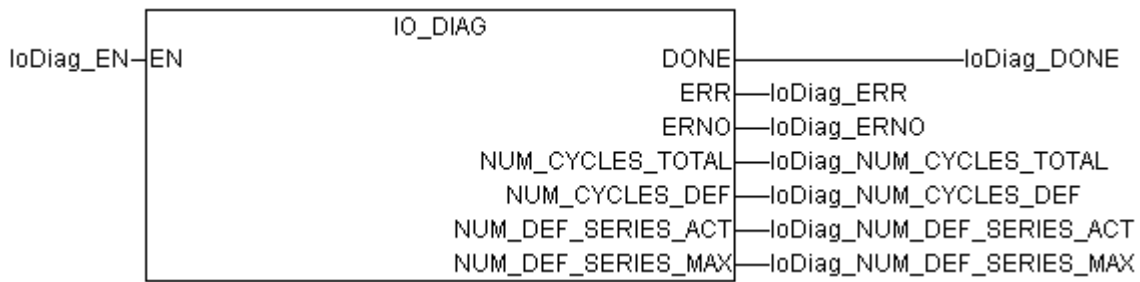 IO_DIAG
IoDiag_EN EN DONE IoDiag_DONE
ERR IoDiag_ERR
ERNO IoDiag_ERNO
NUM_CYCLES_TOTAL IoDiag_NUM_CYCLES_TOTAL
NUM_CYCLES_DEF IoDiag_NUM_CYCLES_DEF
NUM_DEF_SERIES_ACT IoDiag_NUM_DEF_SERIES_ACT
NUM_DEF_SERIES_MAX IoDiag_NUM_DEF_SERIES_MAX